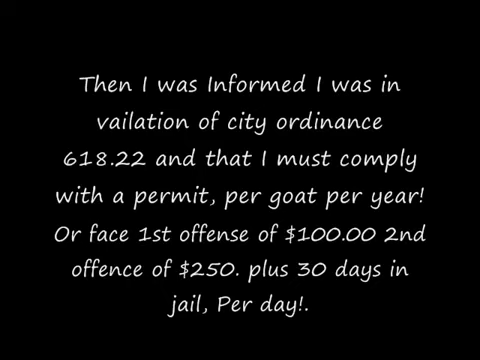 Then I was Informed I was in
vailation of city ordinance
618.22 and that I must comply
with a permit, per goat per year!
Or face 1st offense of $100.00 2nd
offence of $250. plus 30 days in
jail, Per day!.